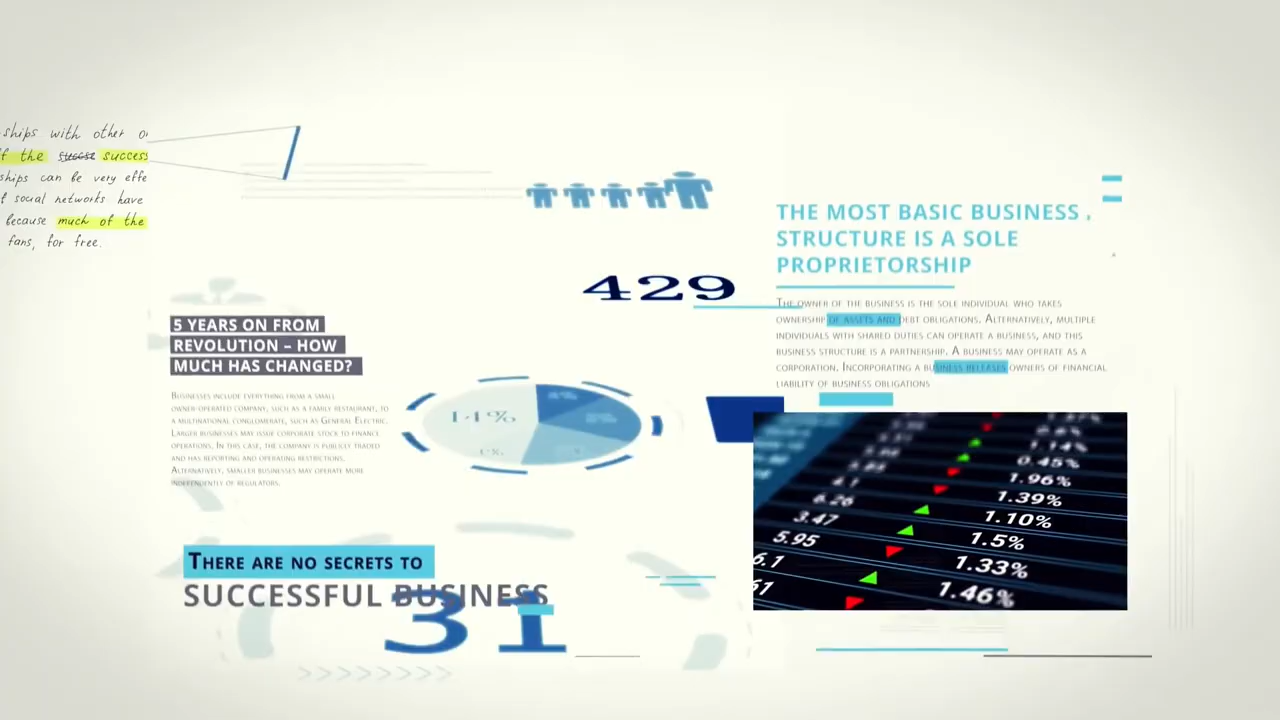 ships with other
the success success
ships can be very
social networks have
because much of the
fans, for free.
429
THE MOST BASIC BUSINESS ,
STRUCTURE IS A SOLE
PROPRIETORSHIP
THE OWNER OF THE BUSINESS IS THE SOLE INDIVIDUAL WHO TAKES
OWNERSHIP OF ASSETS AND DEBT OBLIGATIONS. ALTERNATIVELY, MULTIPLE
INDIVIDUALS WITH SHARED DUTIES CAN OPERATE A BUSINESS, AND THIS
BUSINESS STRUCTURE IS A PARTNERSHIP. A BUSINESS MAY OPERATE AS A
CORPORATION. INCORPORATING A BUSINESS RELEASES OWNERS OF FINANCIAL
LIABILITY OF BUSINESS OBLIGATIONS
5 YEARS ON FROM
REVOLUTION – HOW
MUCH HAS CHANGED?
BUSINESSES INCLUDE EVERYTHING FROM A SMALL
OWNER-OPERATED COMPANY, SUCH AS A FAMILY RESTAURANT, TO
A MULTINATIONAL CONGLOMERATE, SUCH AS GENERAL ELECTRIC.
LARGER BUSINESSES MAY ISSUE CORPORATE STOCK TO FINANCE
OPERATIONS. IN THIS CASE, THE COMPANY IS PUBLICLY TRADED
AND HAS REPORTING AND OPERATING RESTRICTIONS.
ALTERNATIVELY, SMALLER BUSINESSES MAY OPERATE MORE
INDEPENDENTLY OF REGULATORS.
14%
1.14%
0.45%
1.96%
1.39%
6.26 1.10%
3.47 1.5%
5.95 1.33%
6.1 1.46%
THERE ARE NO SECRETS TO
SUCCESSFUL BUSINESS
31